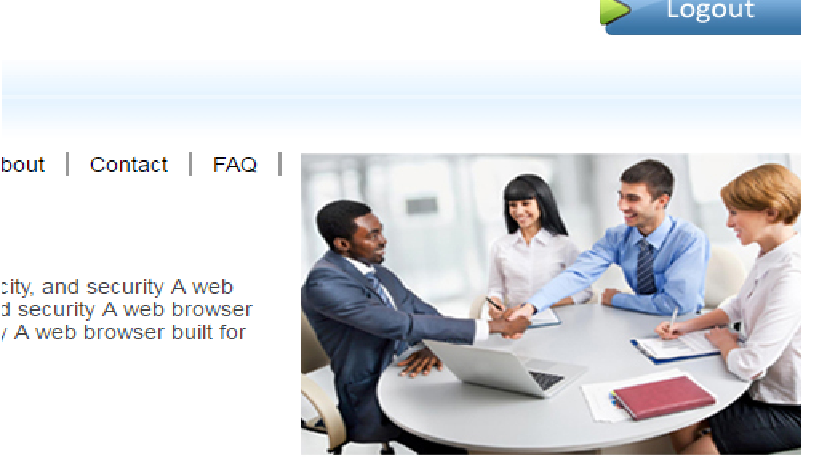 Logout
bout | Contact | FAQ |
city, and security A web
d security A web browser
y A web browser built for